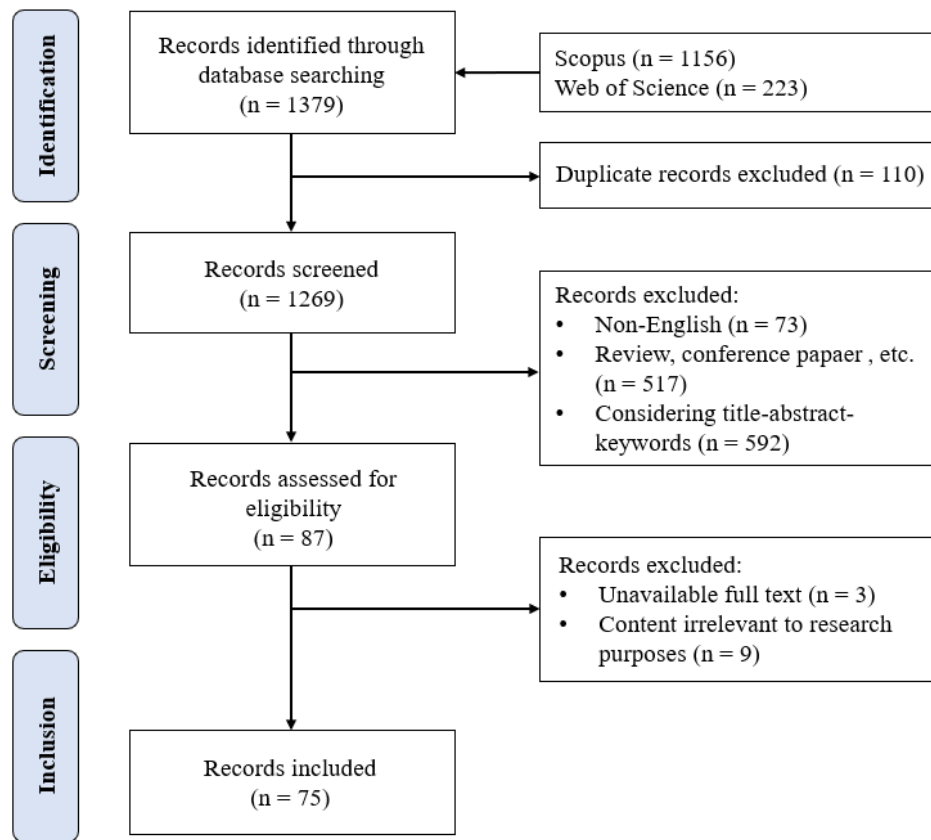 Identification
Records identified through
database searching
(n = 1379)
Scopus (n = 1156)
Web of Science (n = 223)
Duplicate records excluded (n = 110)
Screening
Records screened
(n = 1269)
Records excluded:
• Non-English (n = 73)
• Review, conference papaer , etc.
(n = 517)
• Considering title-abstract-
keywords (n = 592)
Eligibility
Records assessed for
eligibility
(n = 87)
Records excluded:
• Unavailable full text (n = 3)
• Content irrelevant to research
purposes (n = 9)
Inclusion
Records included
(n = 75)